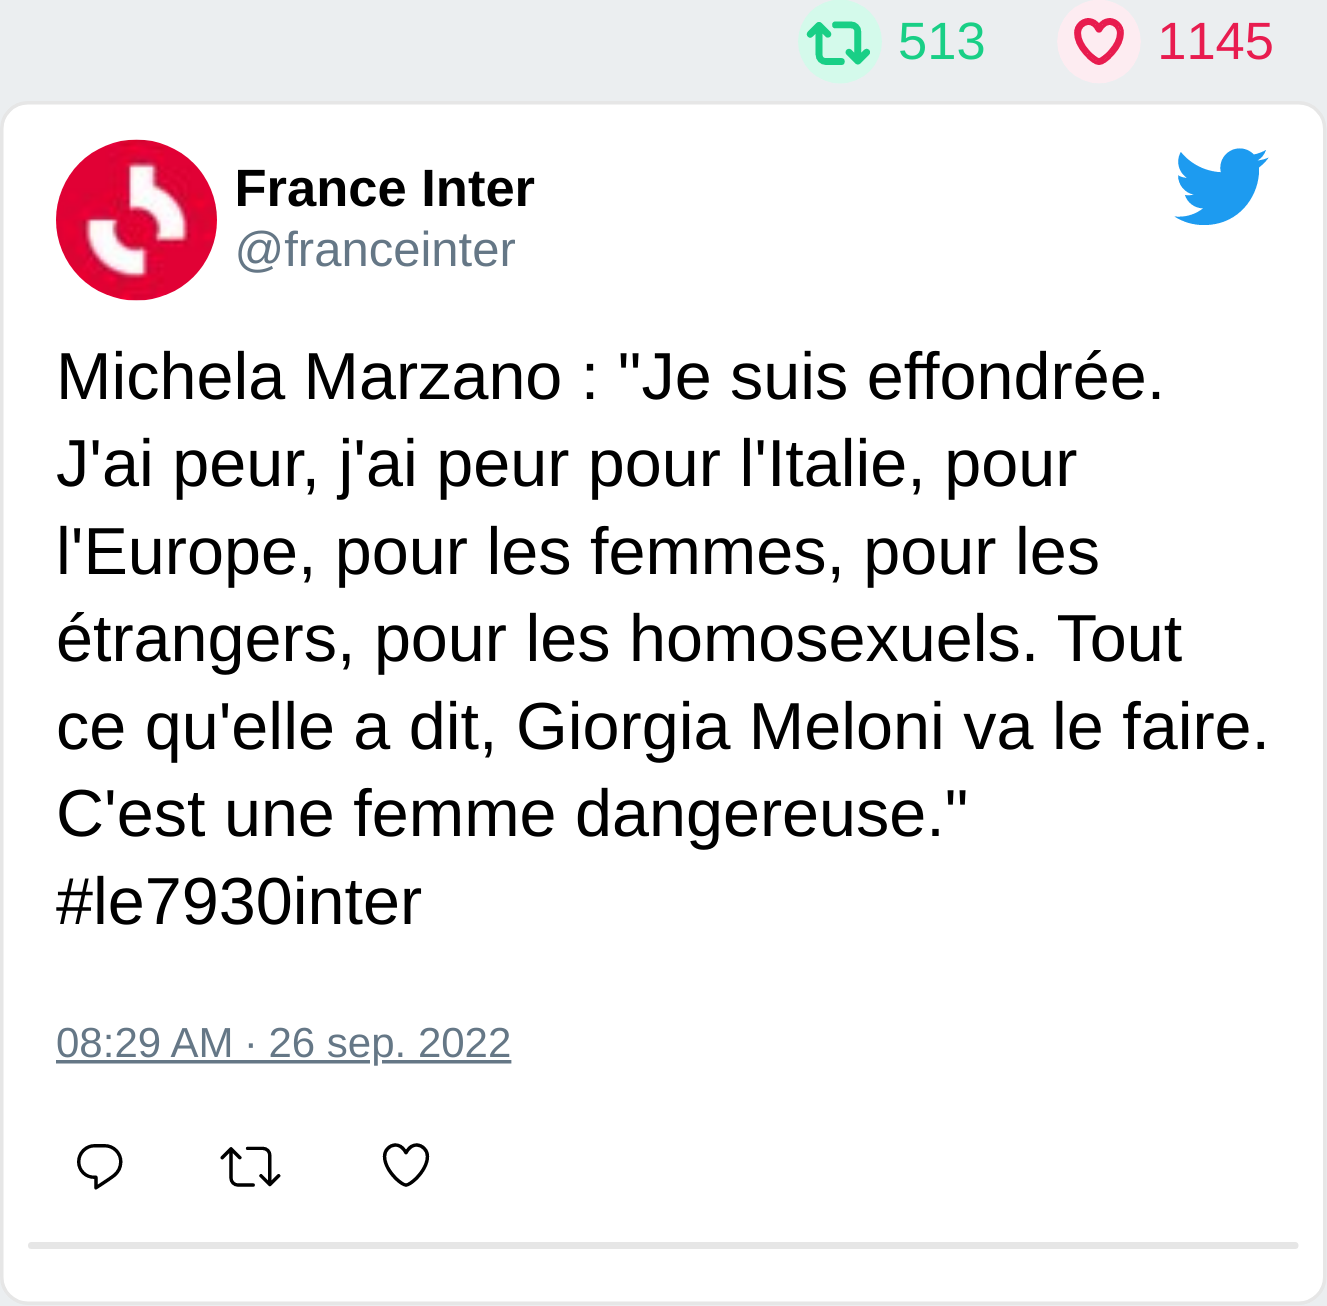 513 1145
France Inter
@franceinter
Michela Marzano : "Je suis effondrée.
J'ai peur, j'ai peur pour l'Italie, pour
l'Europe, pour les femmes, pour les
étrangers, pour les homosexuels. Tout
ce qu'elle a dit, Giorgia Meloni va le faire.
C'est une femme dangereuse."
#le7930inter
08:29 AM · 26 sep. 2022